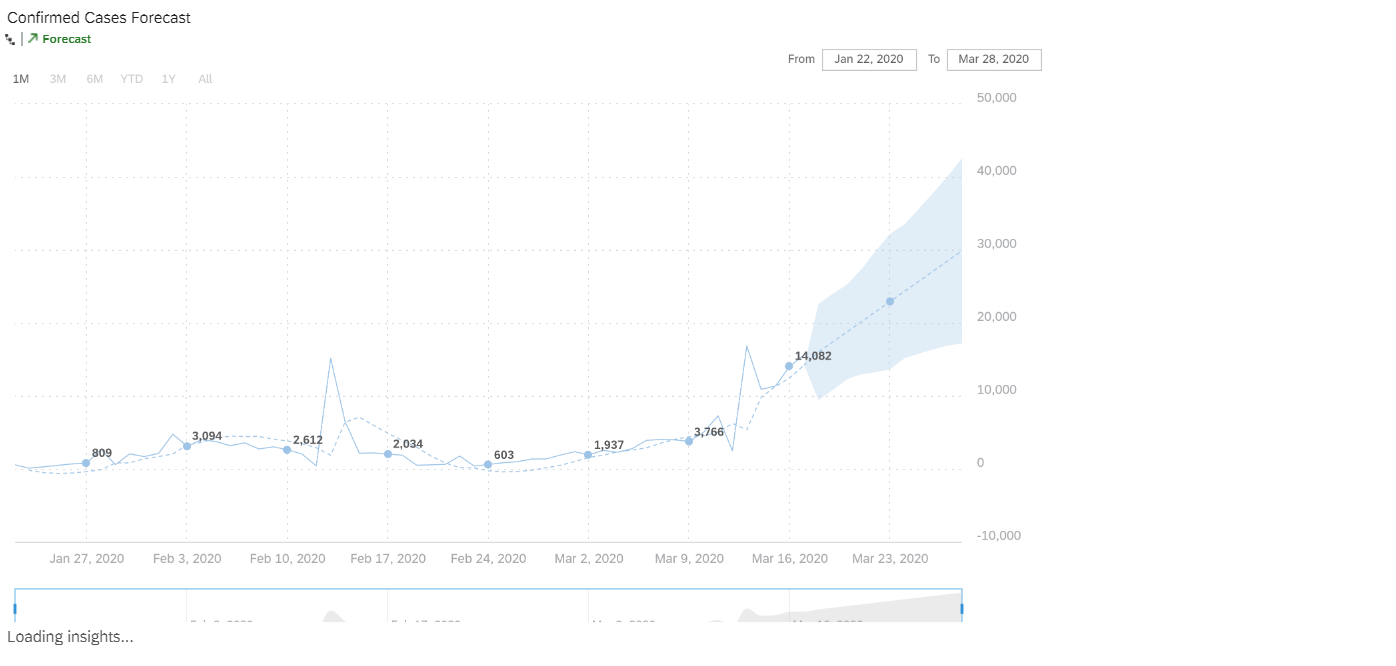 Confirmed Cases Forecast
Forecast
From Jan 22, 2020 To Mar 28, 2020
1M 3M 6M YTD 1Y All
50,000
40,000
30,000
20,000
14,082
10,000
3,766
3,094
2,612
2,034
1,937
809
603
0
-10,000
Jan 27, 2020 Feb 3, 2020 Feb 10, 2020 Feb 17, 2020 Feb 24, 2020 Mar 2, 2020 Mar 9, 2020 Mar 16, 2020 Mar 23, 2020
Loading insights...